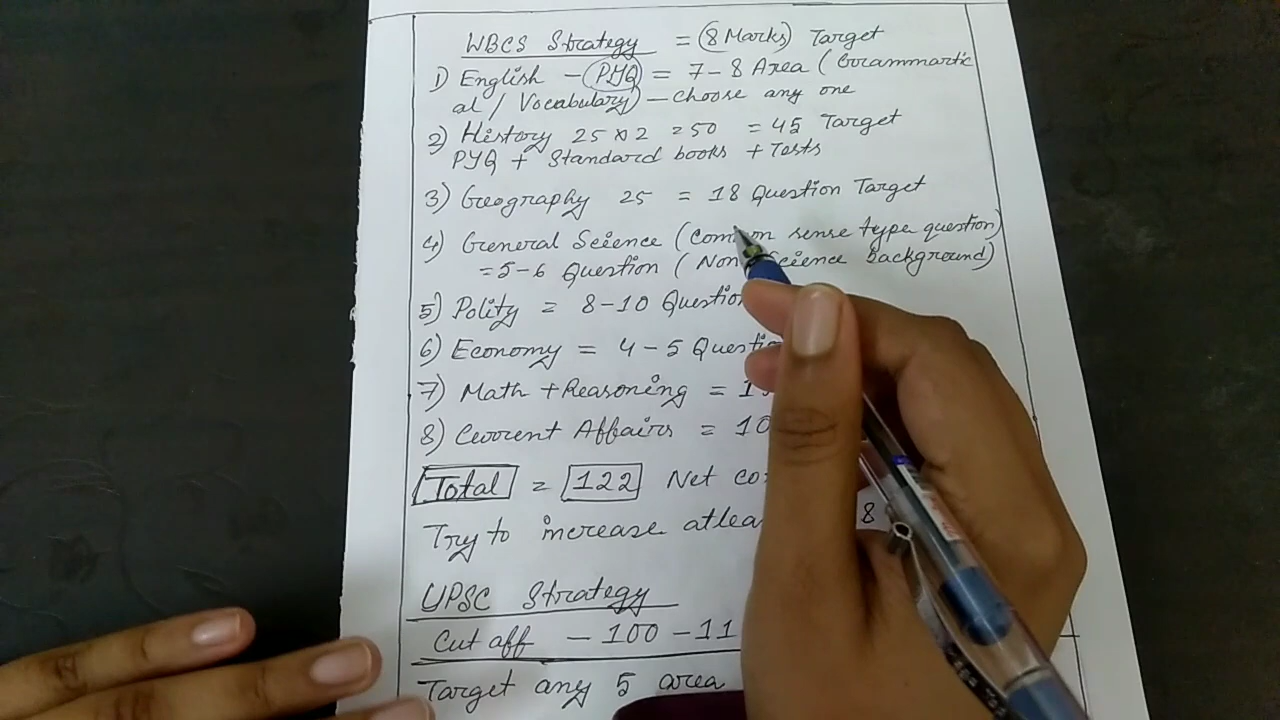 WBCS Strategy = (8 Marks) Target
1) English - (PYQ) = 7-8 Area (Grammartic
al / Vocabulary) - choose any one
2) History 25 x 2 = 50 = 45 Target
PYQ + Standard books + Tests
3) Geography 25 = 18 Question Target
4) General Science (Common sense type question)
= 5-6 Question (Non Science background)
5) Polity = 8-10 Question
6) Economy = 4-5 Questio
7) Math + Reasoning =
8) Current Affairs = 10
Total = 122 Net
Try to increase atlea 8
UPSC Strategy
Cut off - 100 - 11
Target any 5 area